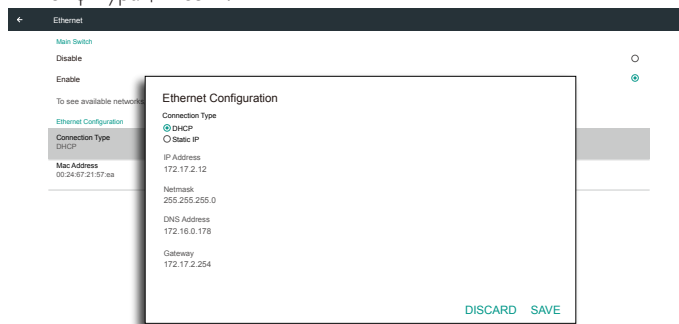 Ethernet
Main Switch
Disable
Enable
To see available networks
Ethernet Configuration
Connection Type
DHCP
Mac Address
00:24:67:21:57:ea
Ethernet Configuration
Connection Type
DHCP
Static IP
IP Address
172.17.2.12
Netmask
255.255.255.0
DNS Address
172.16.0.178
Gateway
172.17.2.254
DISCARD SAVE